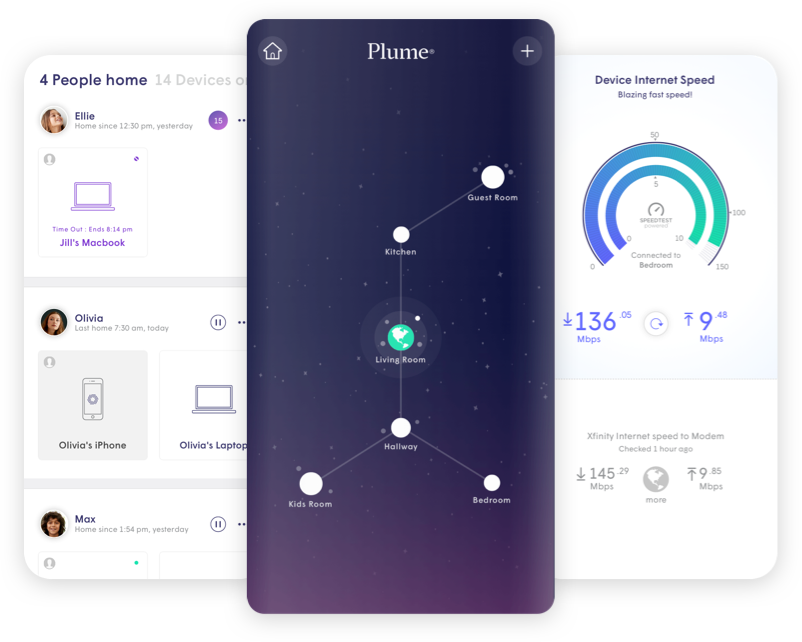 4 People home 14 Devices
Ellie
Home since 12:30 pm, yesterday
15
Time Out : Ends 8:14 pm
Jill's Macbook
Olivia
Last home 7:30 am, today
Olivia's iPhone
Olivia's Laptop
Max
Home since 1:54 pm, yesterday
Plume®
Guest Room
Kitchen
Living Room
Hallway
Kids Room
Bedroom
Device Internet Speed
Blazing fast speed!
50
5
100
SPEEDTEST
powered
0
10
Connected to
Bedroom
0
150
136.05
Mbps
9.48
Mbps
Xfinity Internet speed to Modem
Checked 1 hour ago
145.29
Mbps
9.85
Mbps
more